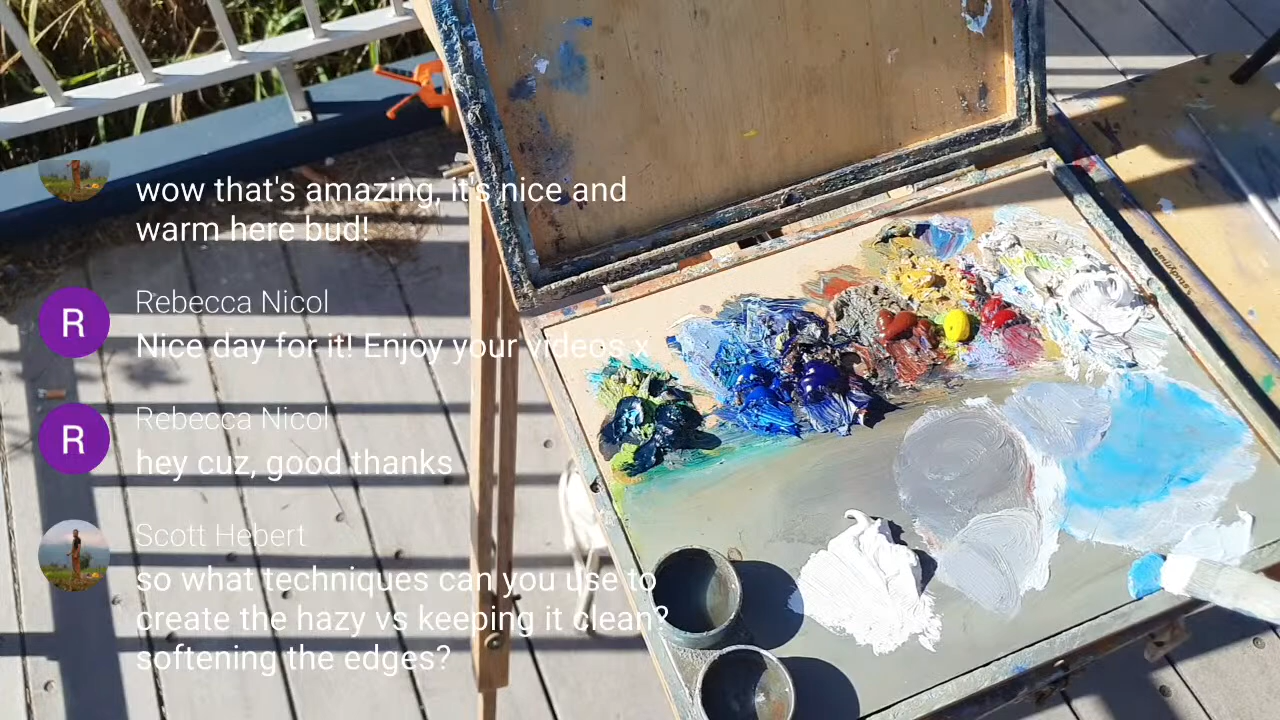 wow that's amazing, it's nice and
warm here bud!
R
Rebecca Nicol
Nice day for it! Enjoy your videos x
R
Rebecca Nicol
hey cuz, good thanks
Scott Hebert
so what techniques can you use to
create the hazy vs keeping it clean?
softening the edges?